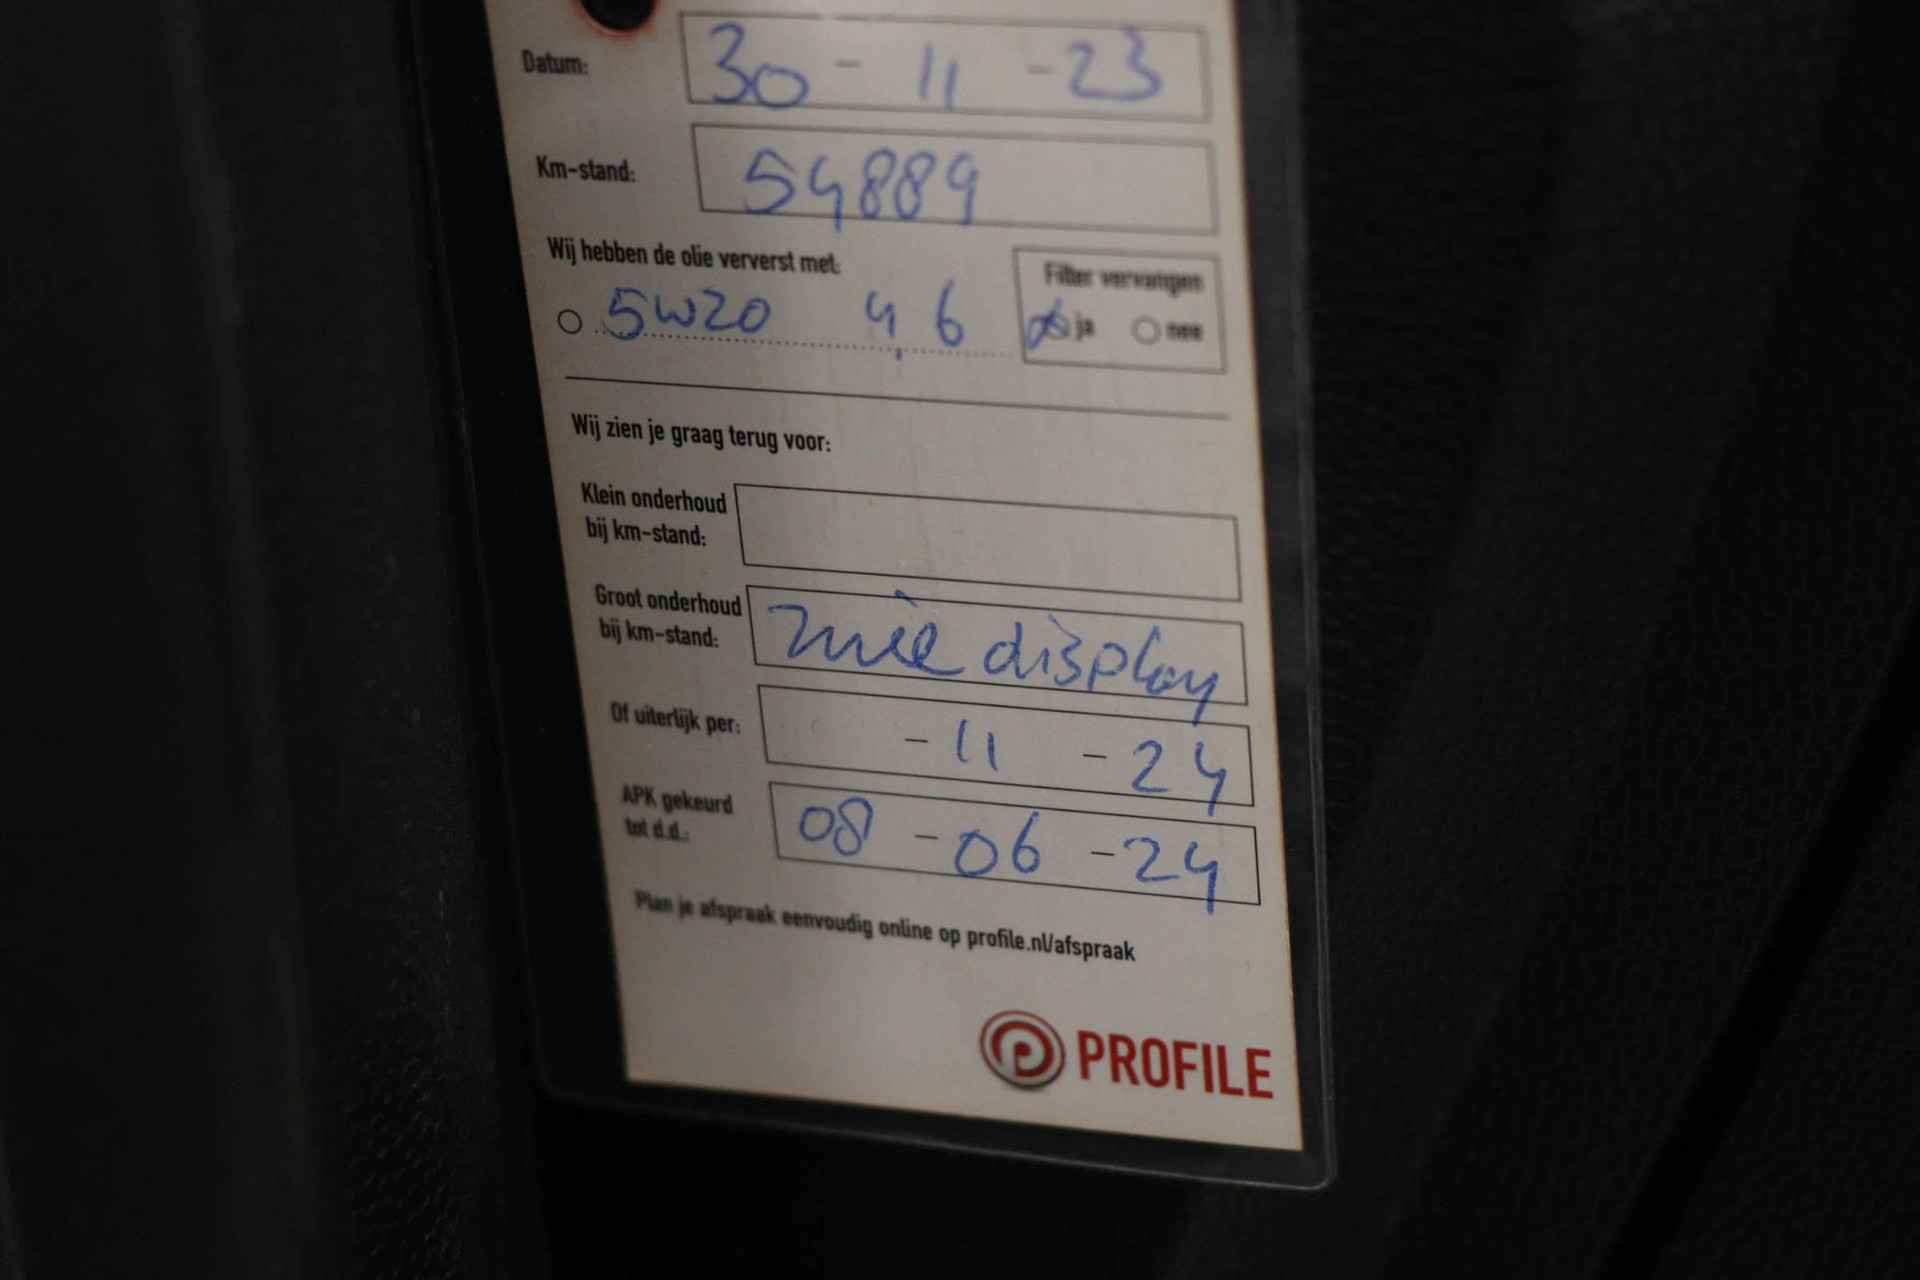 Datum: 30 - 11 - 23
Km-stand: 54889
Wij hebben de olie ververst met:
Filter vervangen
5W20 4,6
ja nee
Wij zien je graag terug voor:
Klein onderhoud
bij km-stand:
Groot onderhoud
bij km-stand: zie display
Of uiterlijk per: - 11 - 24
APK gekeurd
tot d.d.: 08 - 06 - 24
Plan je afspraak eenvoudig online op profile.nl/afspraak
PROFILE